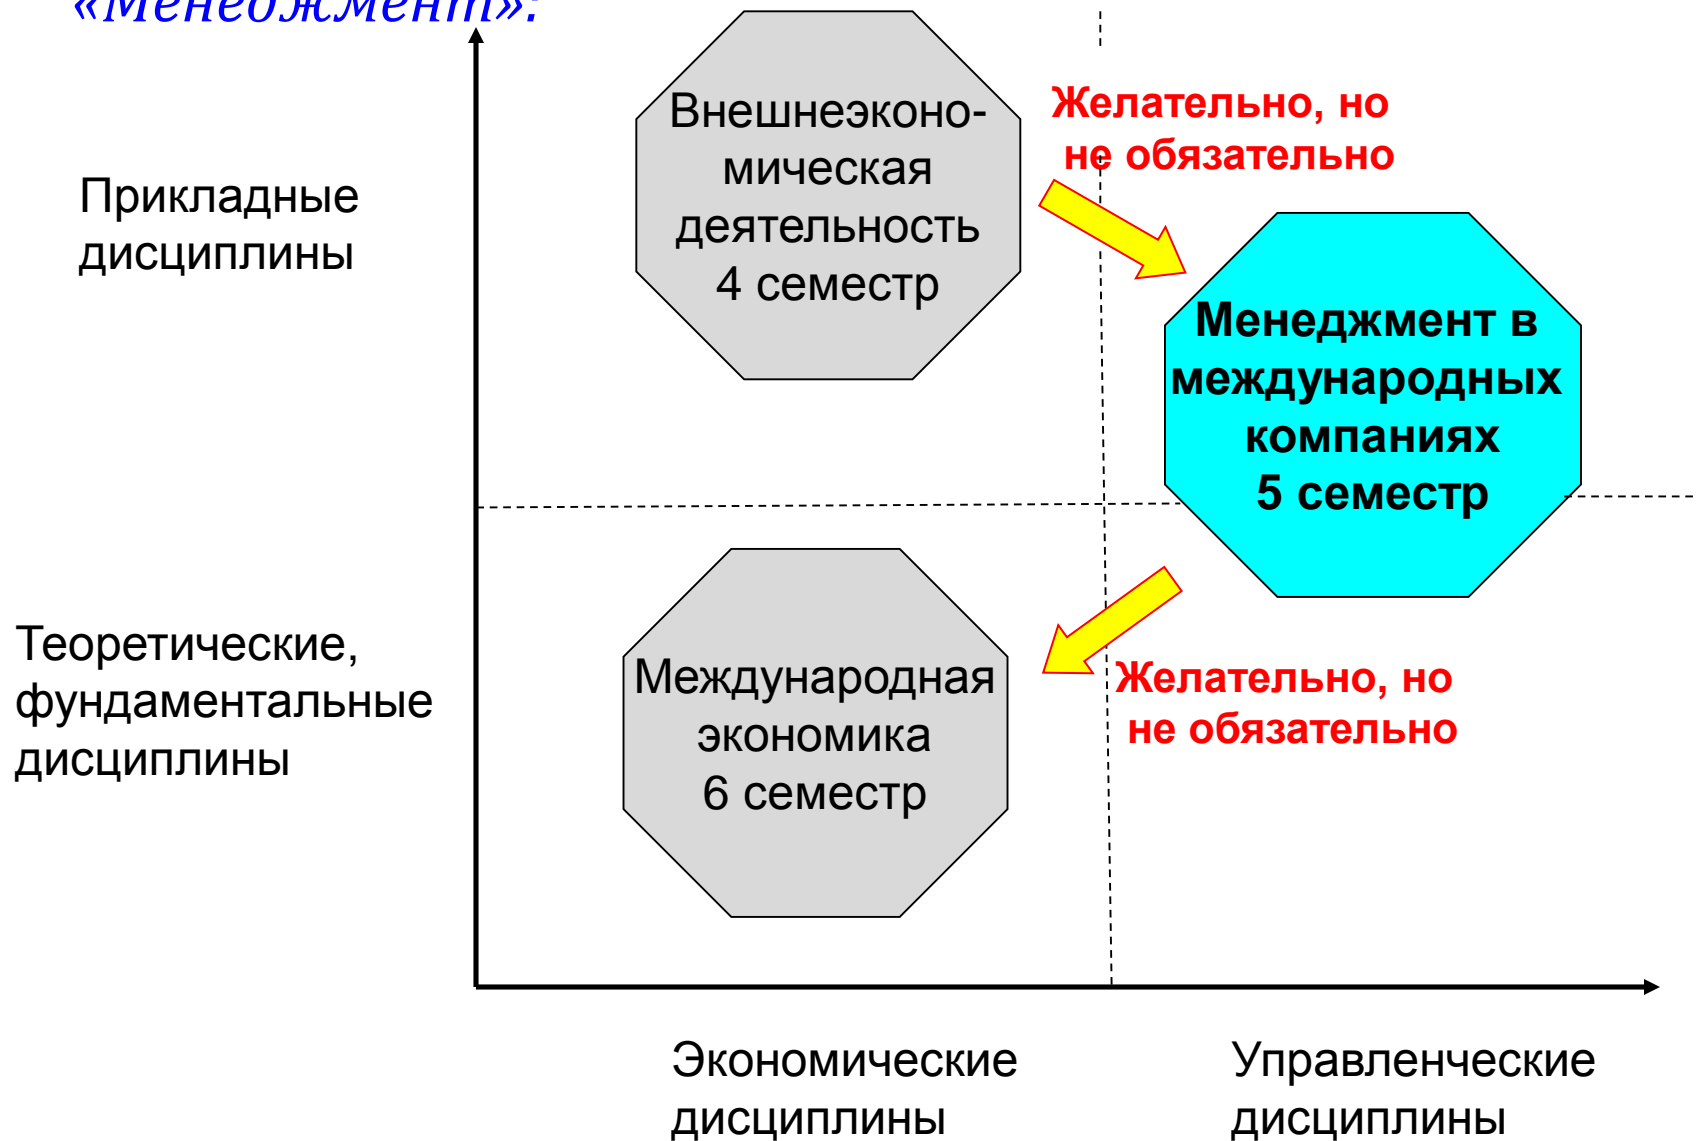 «Менеджмент»:
Внешнеэконо-
мическая
деятельность
4 семестр
Желательно, но
не обязательно
Прикладные
дисциплины
Менеджмент в
международных
компаниях
5 семестр
Теоретические,
фундаментальные
дисциплины
Международная
экономика
6 семестр
Желательно, но
не обязательно
Экономические
дисциплины
Управленческие
дисциплины